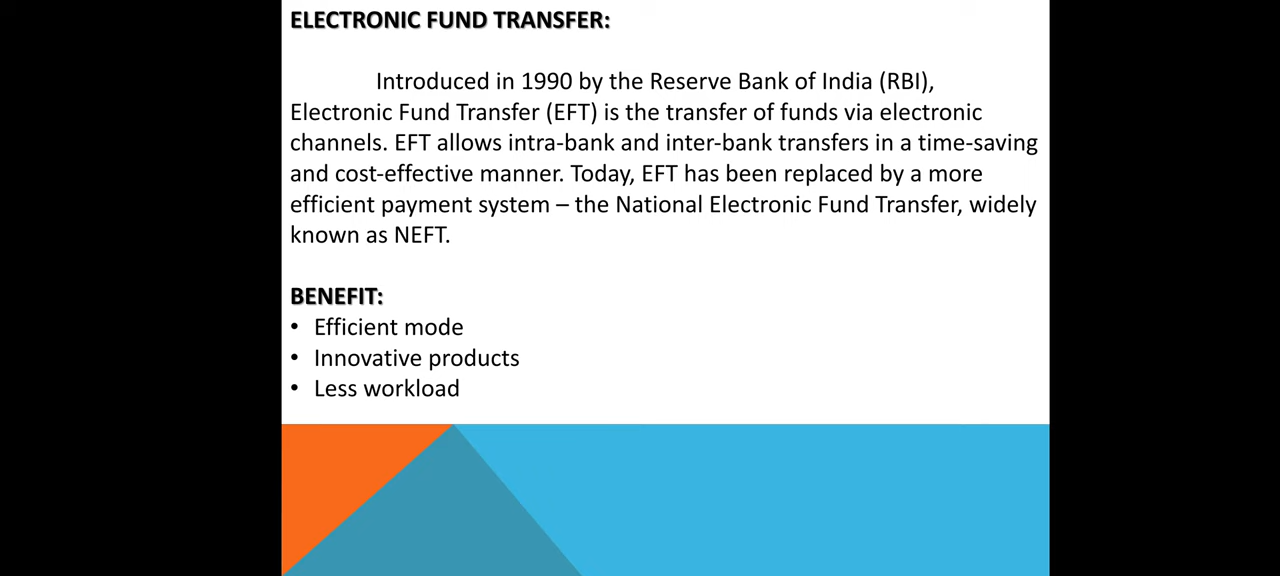 ELECTRONIC FUND TRANSFER:
Introduced in 1990 by the Reserve Bank of India (RBI),
Electronic Fund Transfer (EFT) is the transfer of funds via electronic
channels. EFT allows intra-bank and inter-bank transfers in a time-saving
and cost-effective manner. Today, EFT has been replaced by a more
efficient payment system – the National Electronic Fund Transfer, widely
known as NEFT.
BENEFIT:
• Efficient mode
• Innovative products
• Less workload